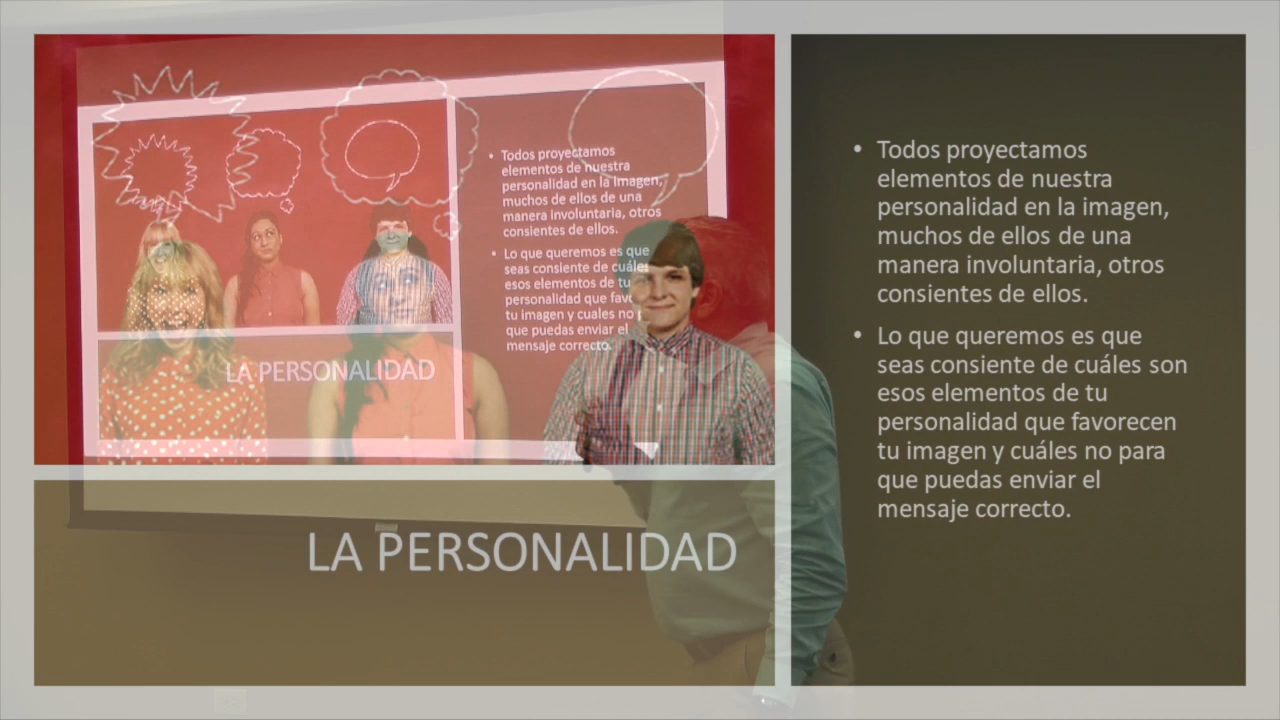 Todos proyectamos
elementos de nuestra
personalidad en la imagen,
muchos de ellos de una
manera involuntaria, otros
consientes de ellos.
Lo que queremos es que
seas consiente de cuáles
esos elementos de tu
personalidad que favo
tu imagen y cuales no p
que puedas enviar el
mensaje correcto.
LA PERSONALIDAD
LA PERSONALIDAD
• Todos proyectamos
elementos de nuestra
personalidad en la imagen,
muchos de ellos de una
manera involuntaria, otros
consientes de ellos.
• Lo que queremos es que
seas consiente de cuáles son
esos elementos de tu
personalidad que favorecen
tu imagen y cuáles no para
que puedas enviar el
mensaje correcto.